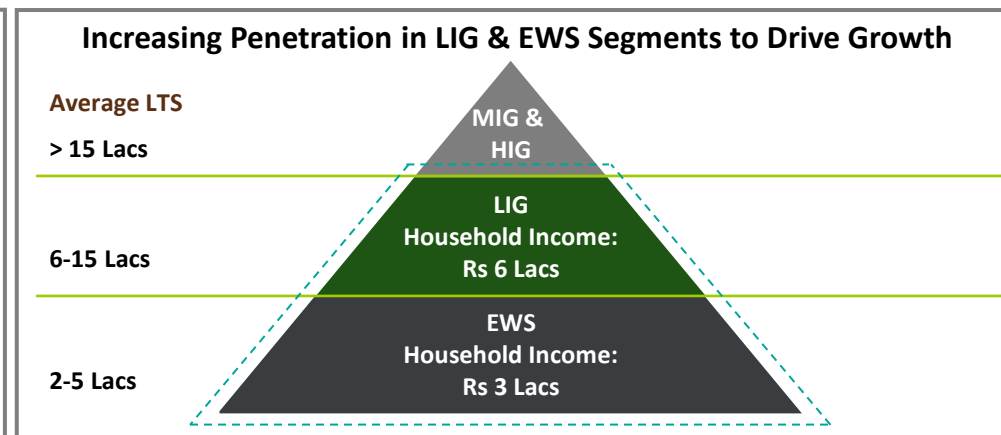 Increasing Penetration in LIG & EWS Segments to Drive Growth
Average LTS
> 15 Lacs
MIG &
HIG
6-15 Lacs
LIG
Household Income:
Rs 6 Lacs
2-5 Lacs
EWS
Household Income:
Rs 3 Lacs